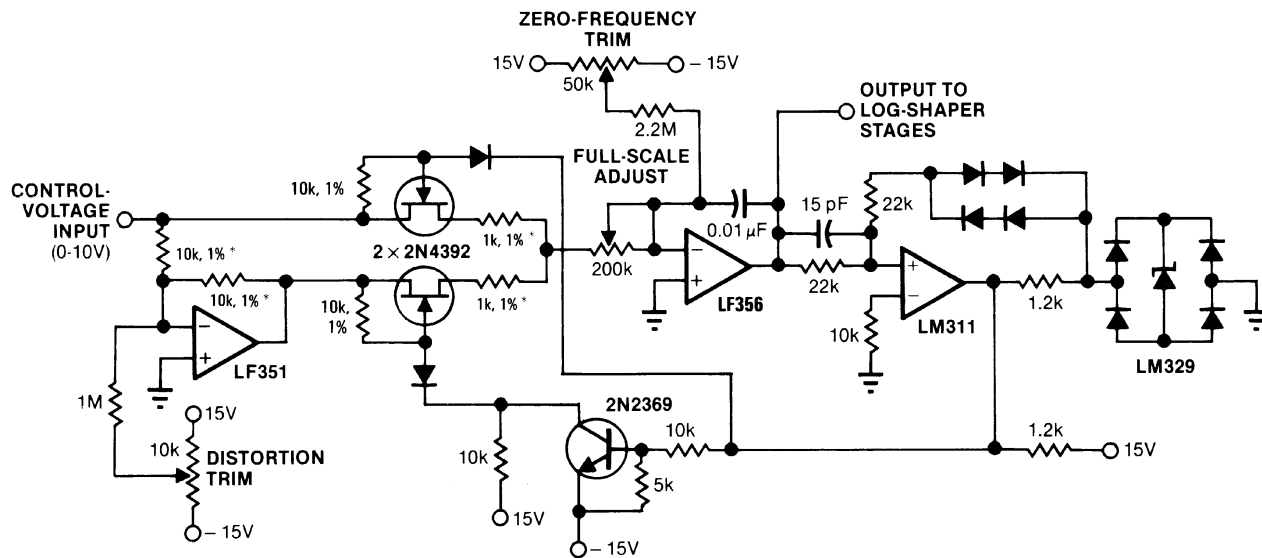 ZERO-FREQUENCY
TRIM
15V
– 15V
50k
2.2M
OUTPUT TO
LOG-SHAPER
STAGES
CONTROL-
VOLTAGE
INPUT
(0-10V)
10k, 1%
2 × 2N4392
1k, 1% *
10k, 1% *
10k, 1% *
10k,
1%
1k, 1% *
FULL-SCALE
ADJUST
200k
0.01 μF
–
+
LF356
15 pF
22k
22k
+
–
LM311
10k
1.2k
LM329
–
+
LF351
1M
15V
10k
DISTORTION
TRIM
– 15V
2N2369
10k
15V
10k
5k
– 15V
1.2k
15V